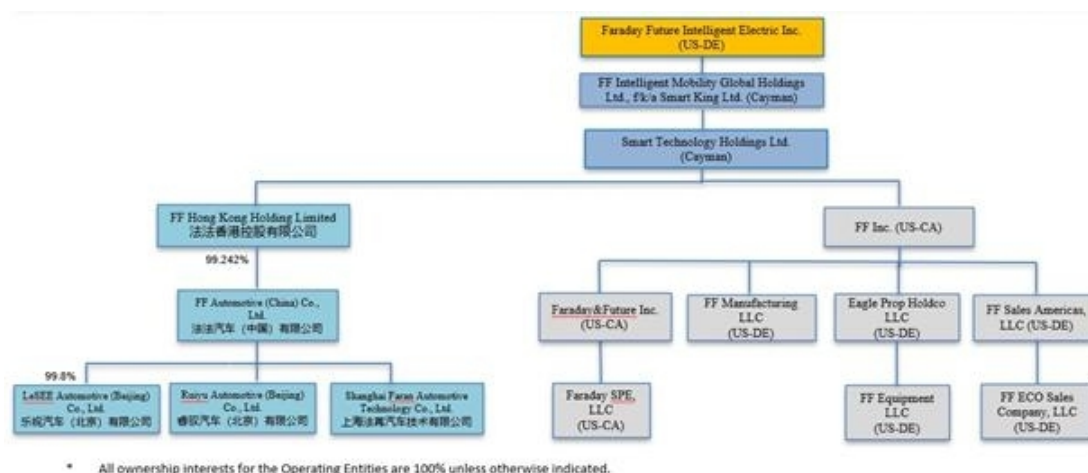 Faraday Future Intelligent Electric Inc.
(US-DE)
FF Intelligent Mobility Global Holdings
Ltd., f/k/a Smart King Ltd. (Cayman)
Smart Technology Holdings Ltd.
(Cayman)
FF Hong Kong Holding Limited
法法香港控股有限公司
FF Inc. (US-CA)
99.242%
FF Automotive (China) Co.,
Ltd.
法法汽车（中国）有限公司
Faraday&Future Inc.
(US-CA)
FF Manufacturing
LLC
(US-DE)
Eagle Prop Holdco
LLC
(US-DE)
FF Sales Americas,
LLC (US-DE)
99.8%
LeSEE Automotive (Beijing)
Co., Ltd.
乐视汽车（北京）有限公司
Ruiyu Automotive (Beijing)
Co., Ltd.
睿驭汽车（北京）有限公司
Shanghai Faran Automotive
Technology Co., Ltd.
上海法冉汽车技术有限公司
Faraday SPE,
LLC
(US-CA)
FF Equipment
LLC
(US-DE)
FF ECO Sales
Company, LLC
(US-DE)
* All ownership interests for the Operating Entities are 100% unless otherwise indicated.